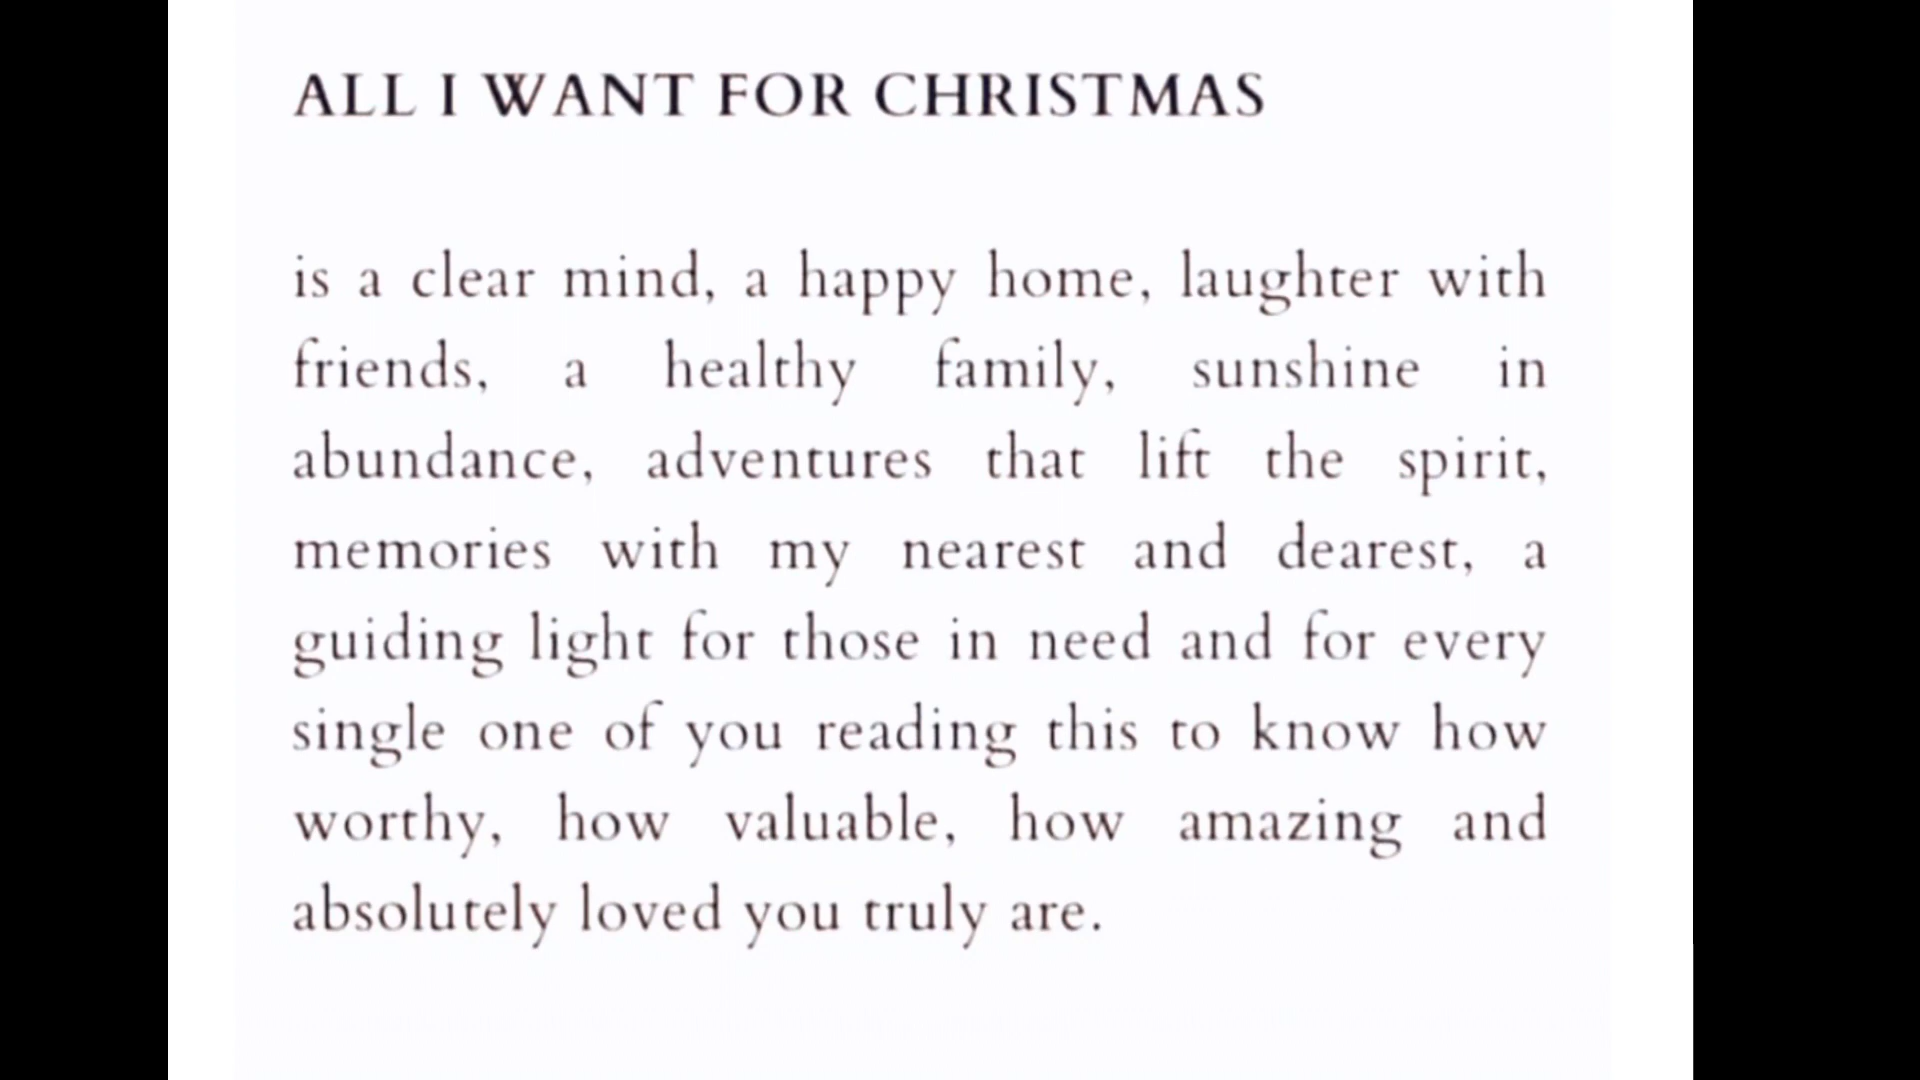 ALL I WANT FOR CHRISTMAS
is a clear mind, a happy home, laughter with
friends, a healthy family, sunshine in
abundance, adventures that lift the spirit,
memories with my nearest and dearest, a
guiding light for those in need and for every
single one of you reading this to know how
worthy, how valuable, how amazing and
absolutely loved you truly are.